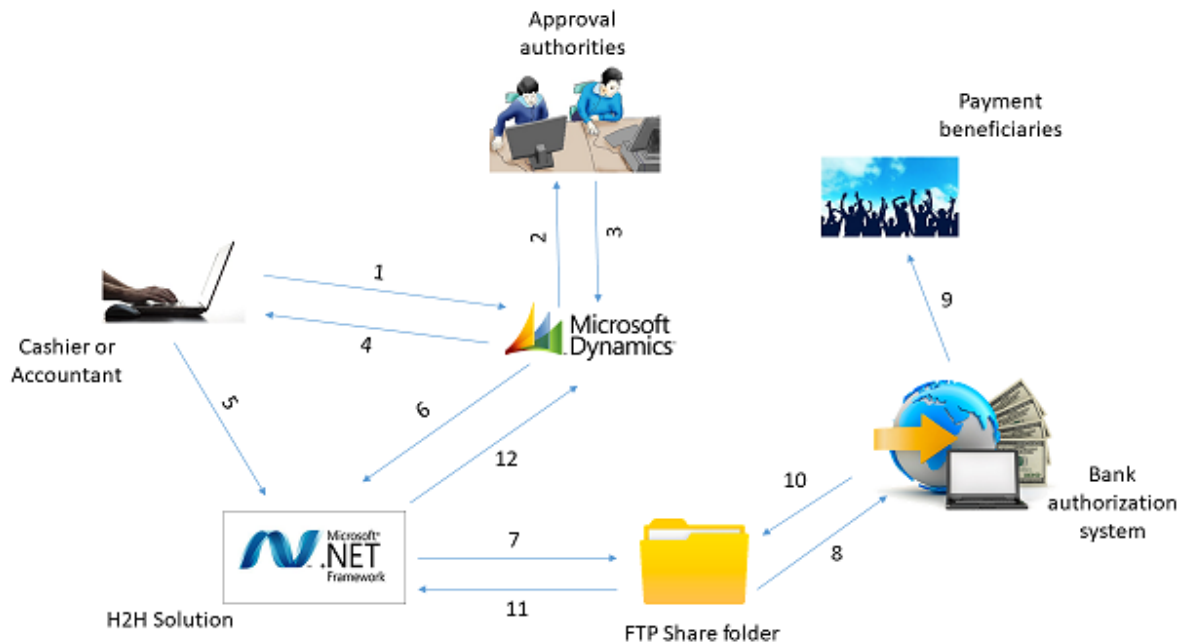 Approval
authorities
Payment
beneficiaries
2
3
1
9
Microsoft
Dynamics
4
Cashier or
Accountant
5
6
12
10
Bank
authorization
system
Microsoft
.NET
Framework
7
8
11
H2H Solution
FTP Share folder